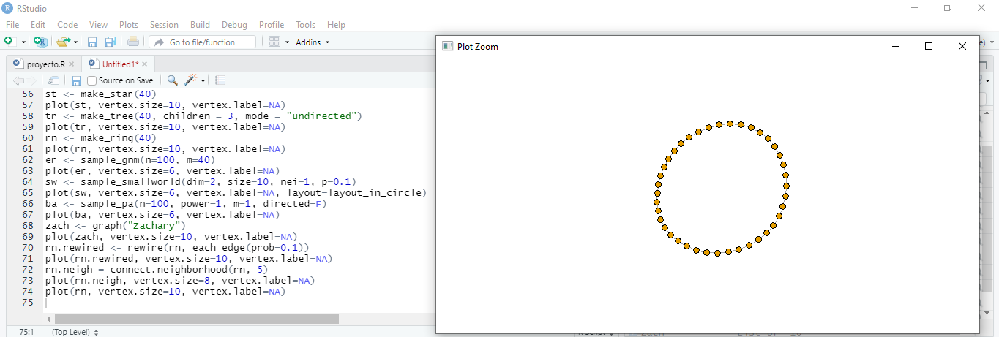 RStudio
File Edit Code View Plots Session Build Debug Profile Tools Help
Go to file/function Addins
Plot Zoom
proyecto.R Untitled1*
Source on Save
56 st <- make_star(40)
57 plot(st, vertex.size=10, vertex.label=NA)
58 tr <- make_tree(40, children = 3, mode = "undirected")
59 plot(tr, vertex.size=10, vertex.label=NA)
60 rn <- make_ring(40)
61 plot(rn, vertex.size=10, vertex.label=NA)
62 er <- sample_gnm(n=100, m=40)
63 plot(er, vertex.size=6, vertex.label=NA)
64 sw <- sample_smallworld(dim=2, size=10, nei=1, p=0.1)
65 plot(sw, vertex.size=6, vertex.label=NA, layout=layout_in_circle)
66 ba <- sample_pa(n=100, power=1, m=1, directed=F)
67 plot(ba, vertex.size=6, vertex.label=NA)
68 zach <- graph("Zachary")
69 plot(zach, vertex.size=10, vertex.label=NA)
70 rn.rewired <- rewire(rn, each_edge(prob=0.1))
71 plot(rn.rewired, vertex.size=10, vertex.label=NA)
72 rn.neigh = connect.neighborhood(rn, 5)
73 plot(rn.neigh, vertex.size=8, vertex.label=NA)
74 plot(rn, vertex.size=10, vertex.label=NA)
75
75:1 (Top Level)